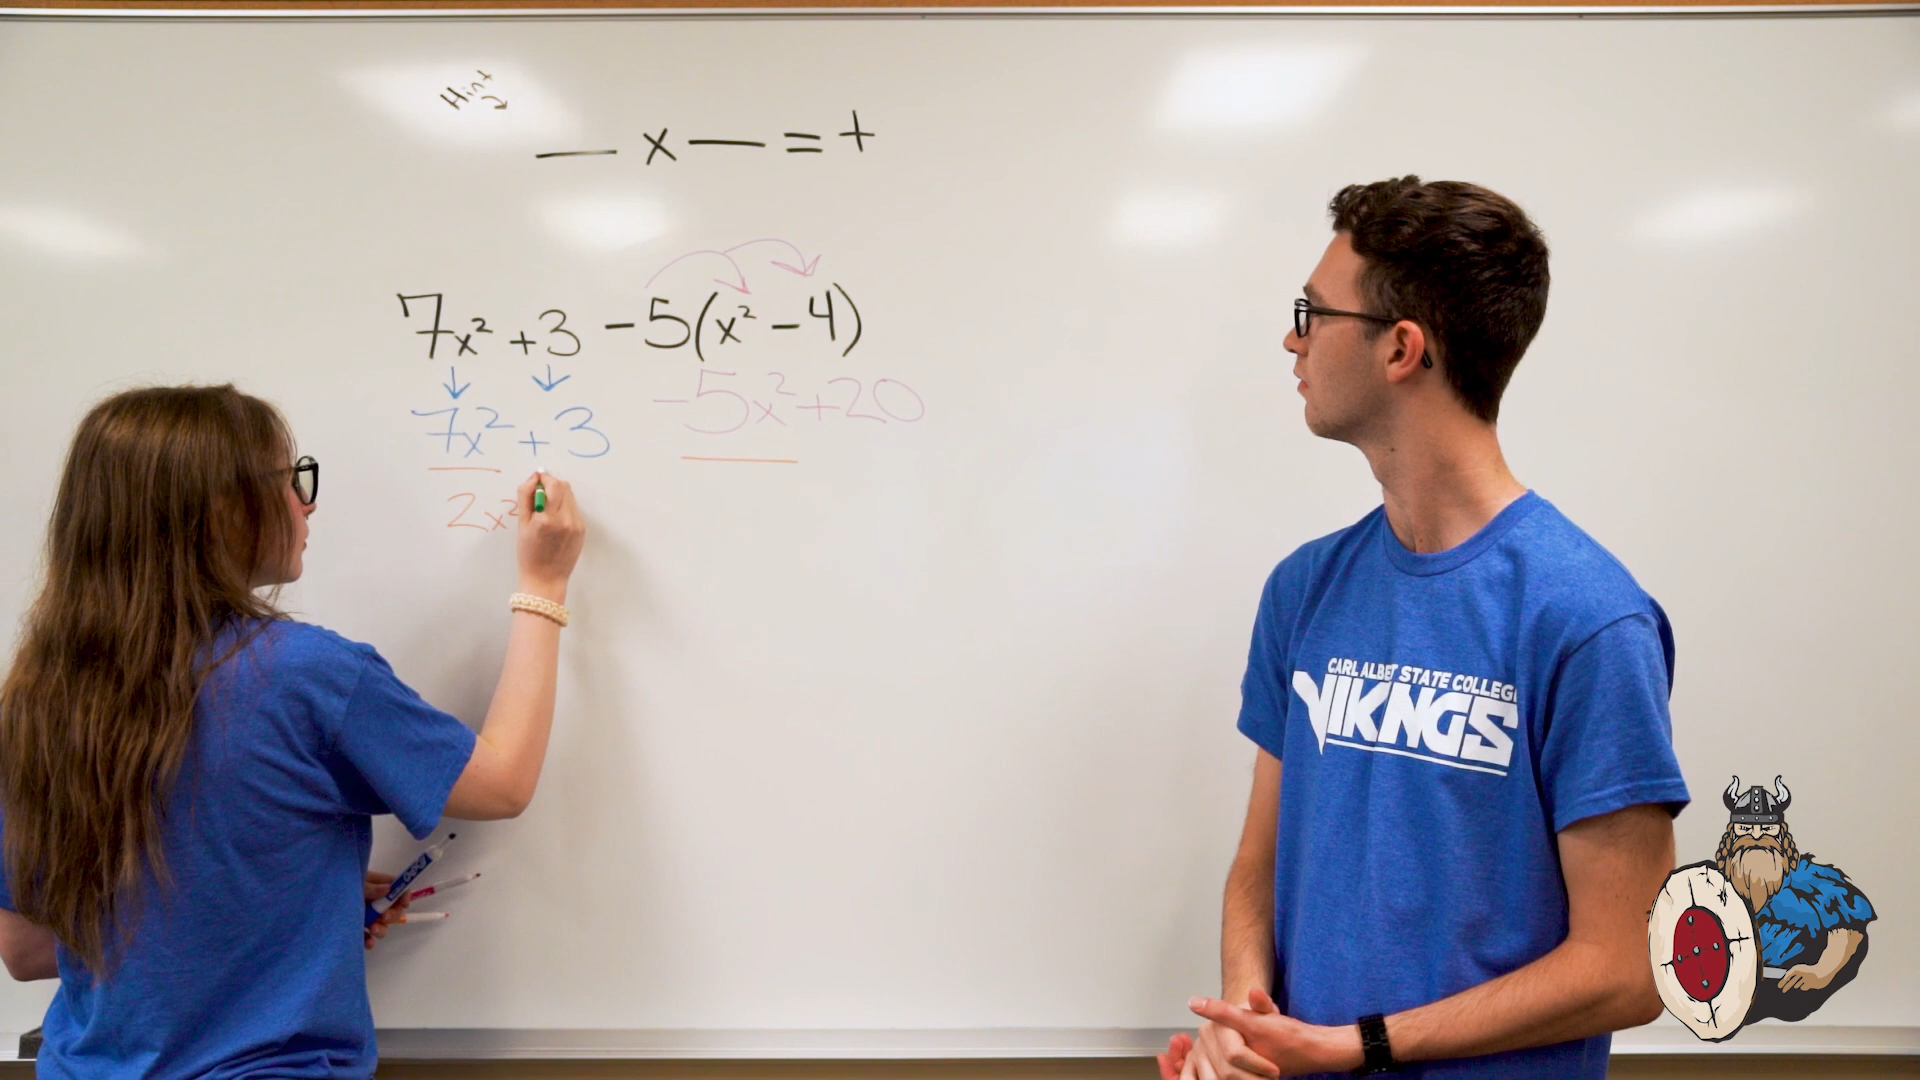 Hint
— x — = +
7x² + 3 - 5(x² - 4)
7x² + 3 -5x² + 20
2x²
CARL ALBERT STATE COLLEGE
VIKINGS
EXPO